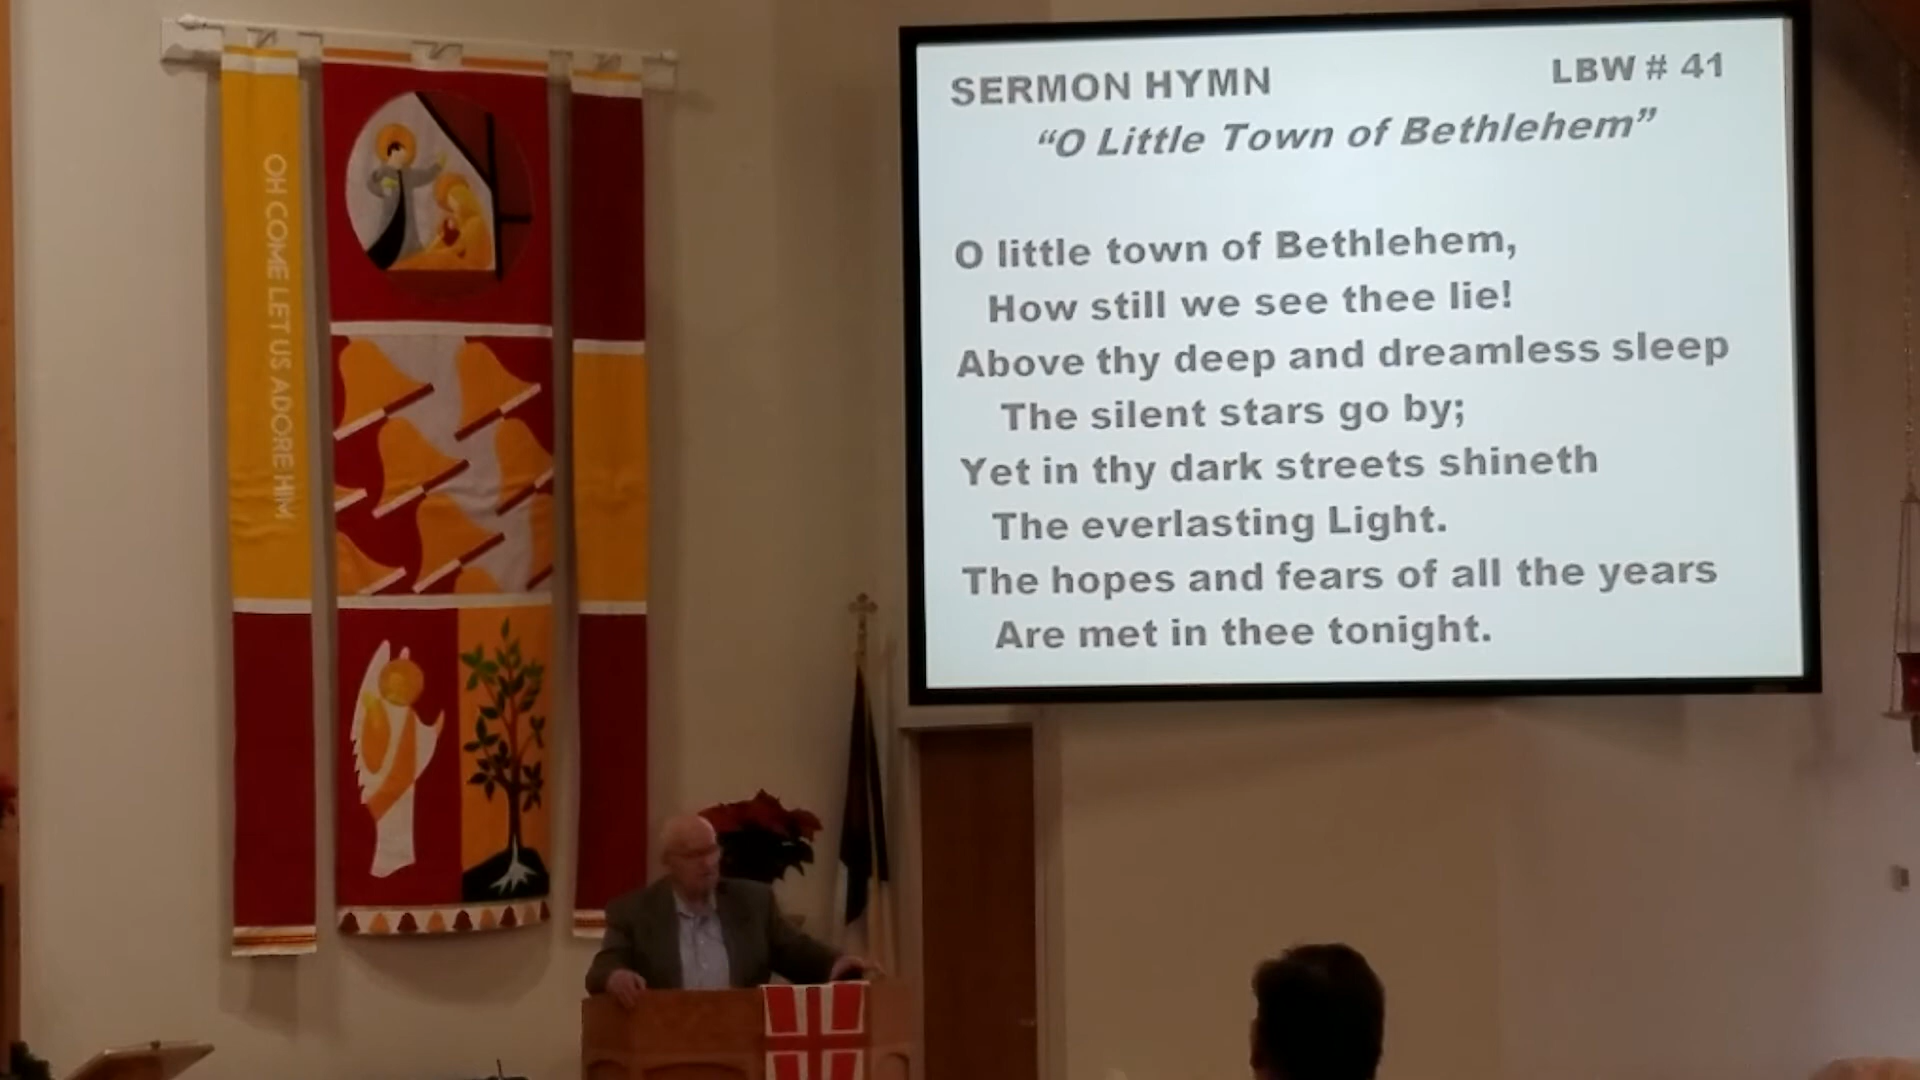 OH COME LET US ADORE HIM
SERMON HYMN LBW # 41
“O Little Town of Bethlehem”
O little town of Bethlehem,
How still we see thee lie!
Above thy deep and dreamless sleep
The silent stars go by;
Yet in thy dark streets shineth
The everlasting Light.
The hopes and fears of all the years
Are met in thee tonight.